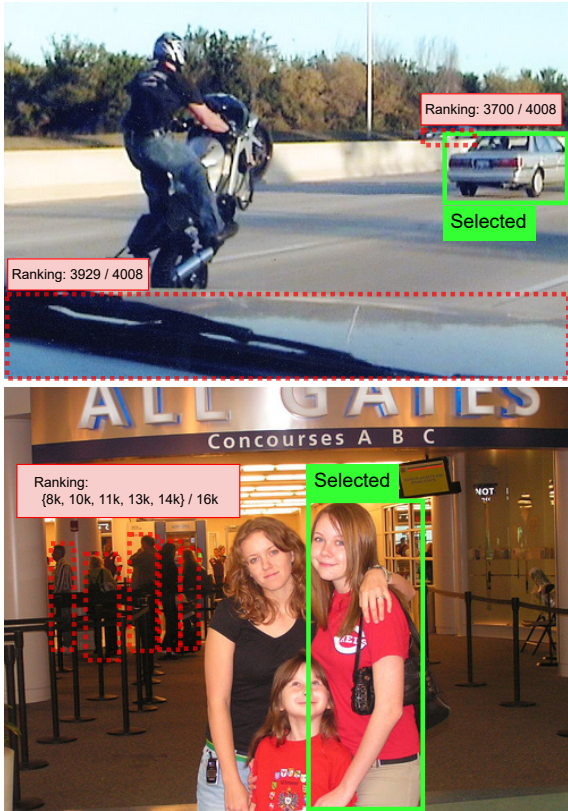 Ranking: 3700 / 4008
Selected
Ranking: 3929 / 4008
ALL GATES
Concourses A B C
Ranking:
{8k, 10k, 11k, 13k, 14k} / 16k
Selected
NOT